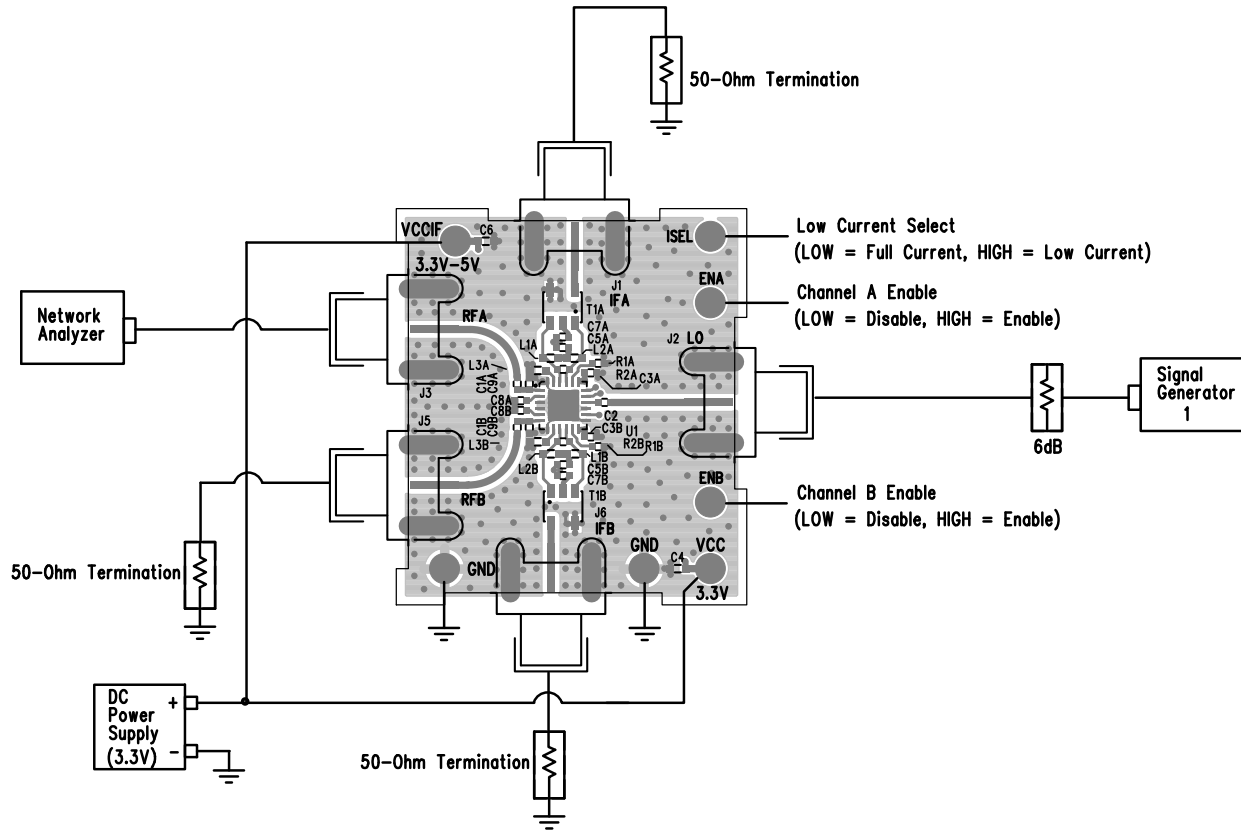 50-Ohm Termination
VCCIF
C6
3.3V-5V
ISEL
Low Current Select
(LOW = Full Current, HIGH = Low Current)
J1
IFA
ENA
Channel A Enable
(LOW = Disable, HIGH = Enable)
Network
Analyzer
RFA
T1A
C7A
C5A
L1A
L2A
J2 LO
L3A
R1A
R2A
C3A
C1A
C9A
J3
C8A
C8B
Signal
Generator
1
6dB
J5
C1B
C9B
L3B
C2
C3B
U1
R2B
R1B
L2B
L1B
C5B
C7B
RFB
T1B
J6
IFB
ENB
Channel B Enable
(LOW = Disable, HIGH = Enable)
50-Ohm Termination
GND
GND
C4
VCC
3.3V
DC
Power
Supply
(3.3V)
+
-
50-Ohm Termination